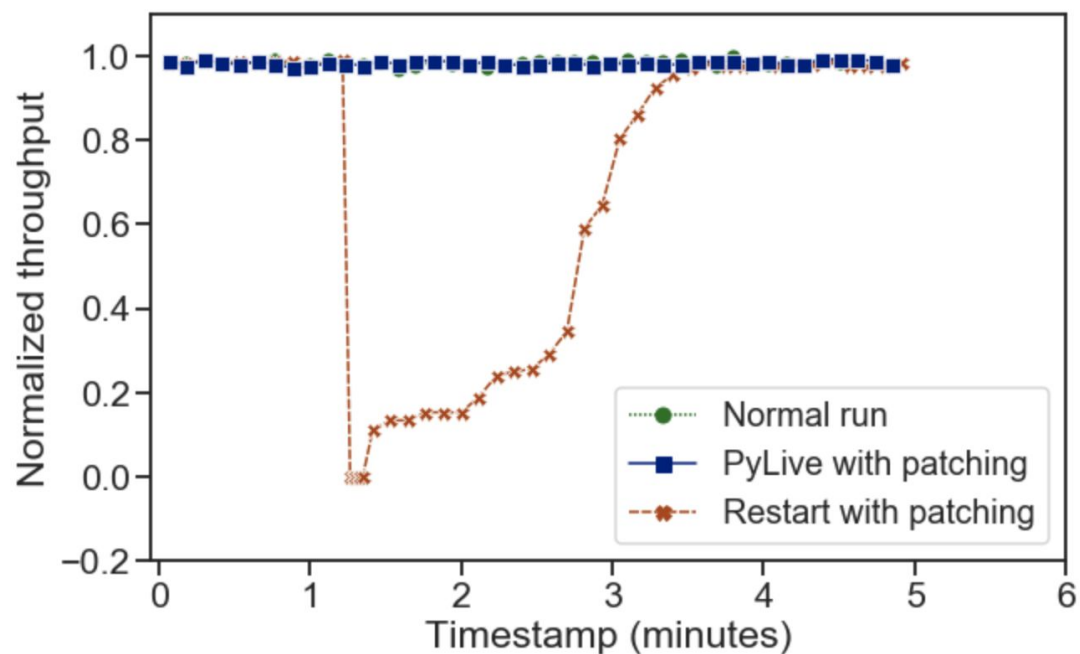 Normalized throughput
1.0
0.8
0.6
0.4
0.2
0.0
−0.2
Normal run
PyLive with patching
Restart with patching
0 1 2 3 4 5 6
Timestamp (minutes)